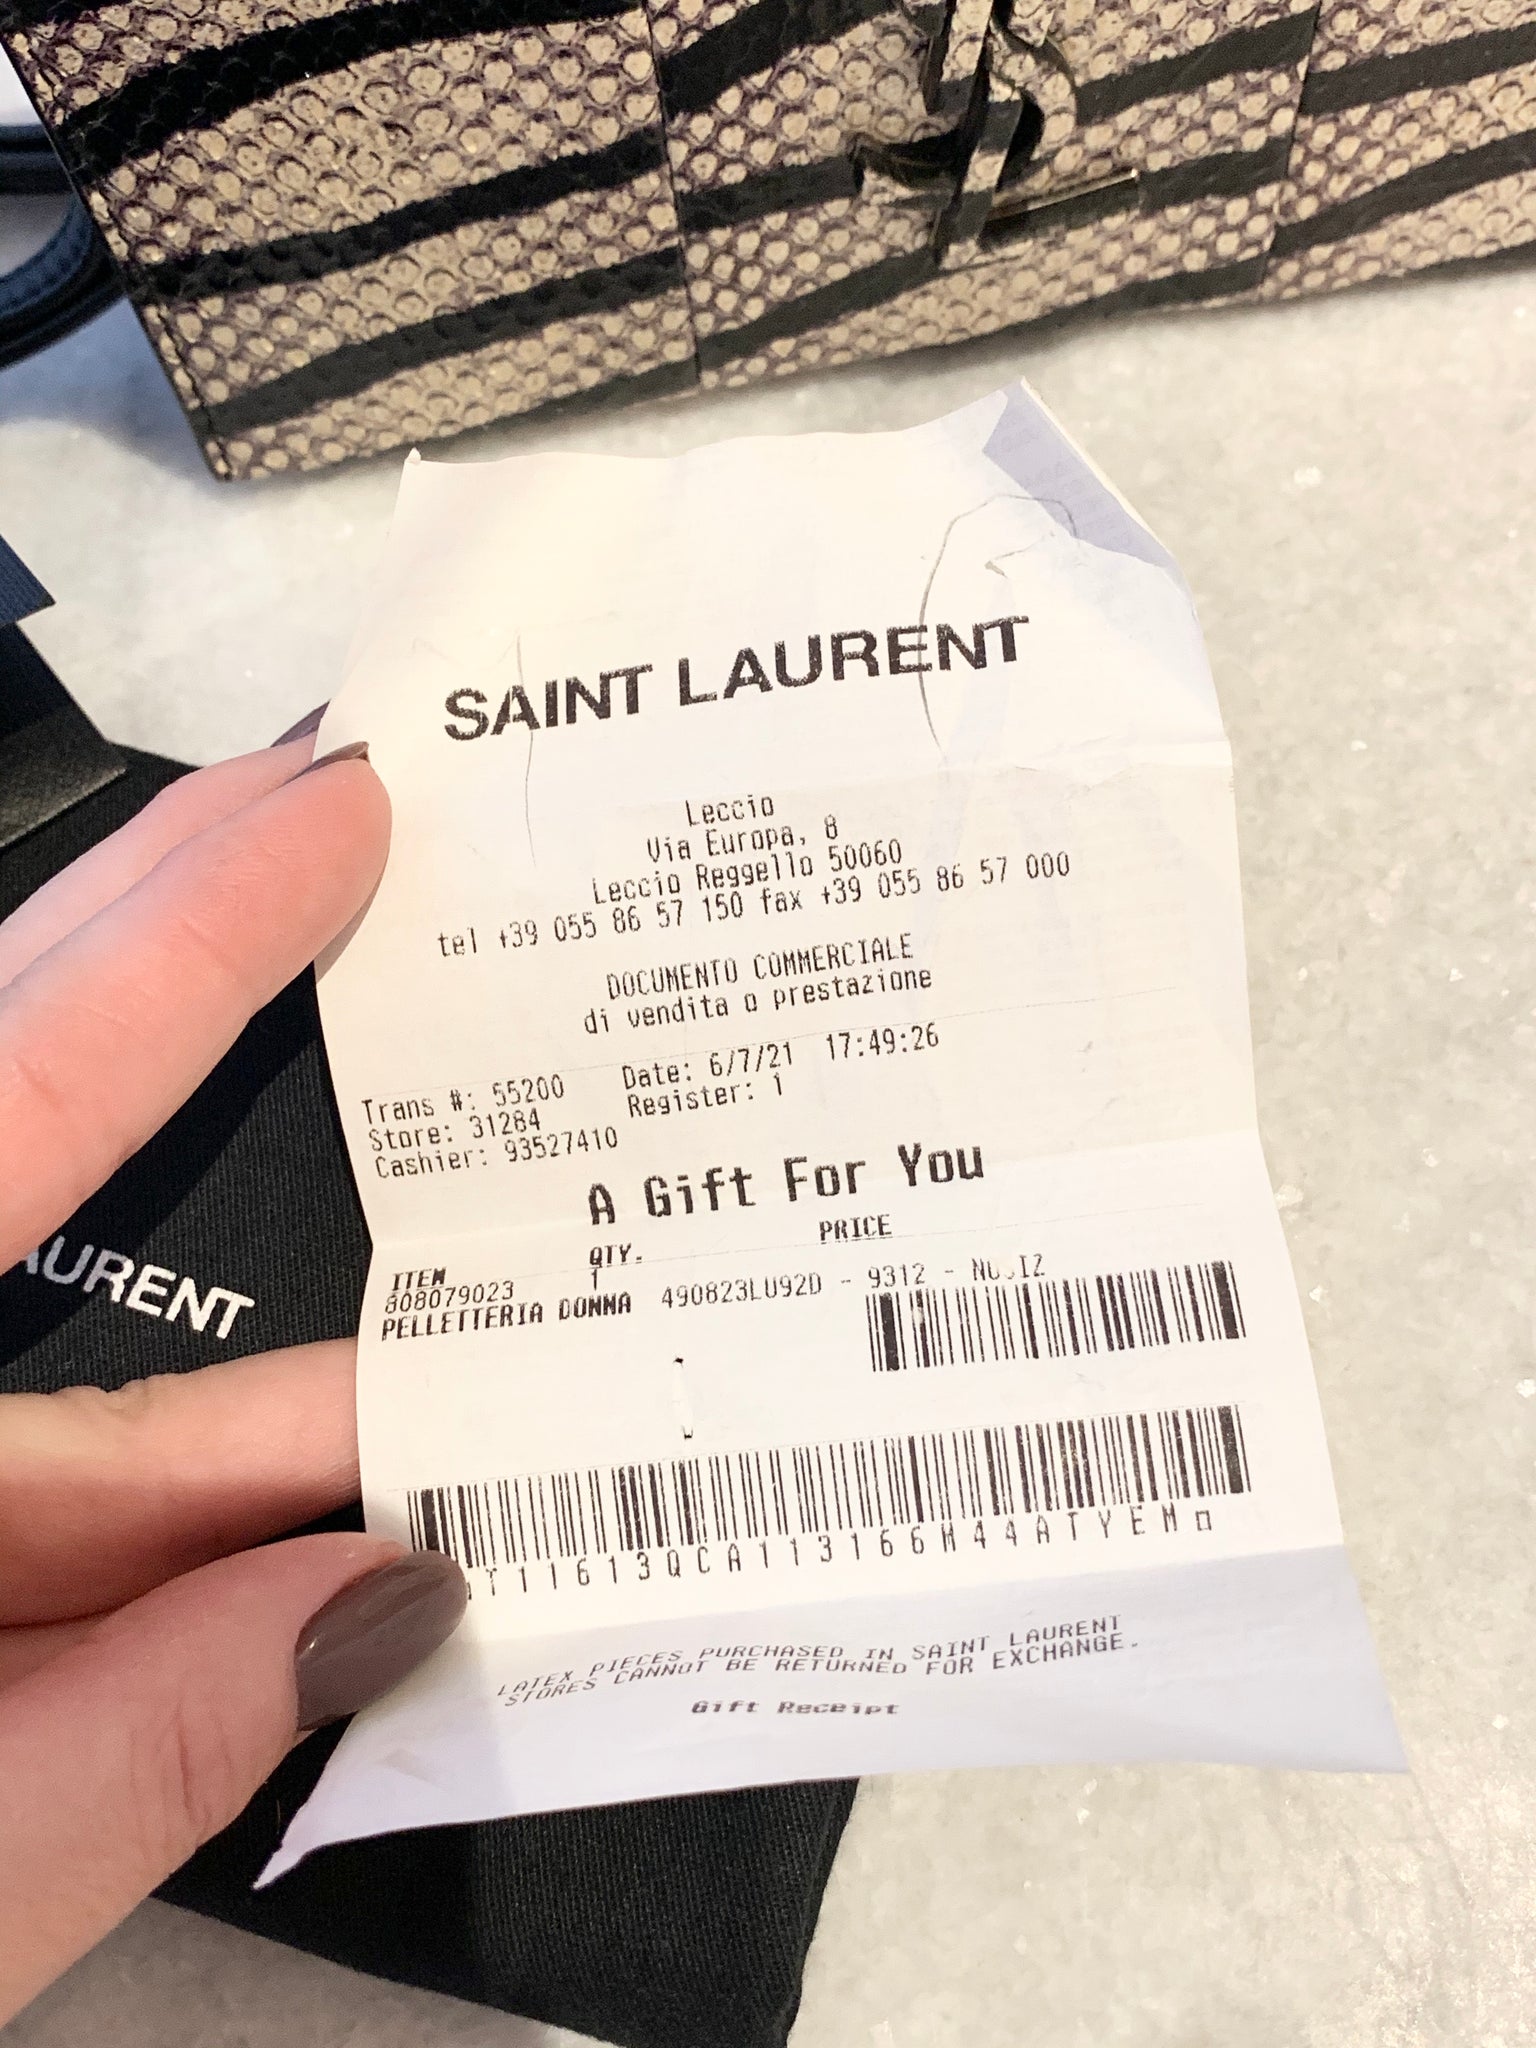 SAINT LAURENT
Leccio
Via Europa, 8
Leccio Reggello 50060
tel +39 055 86 57 150 fax +39 055 86 57 000
DOCUMENTO COMMERCIALE
di vendita o prestazione
Trans #: 55200 Date: 6/7/21 17:49:26
Store: 31284 Register: 1
Cashier: 93527410
A Gift For You
ITEM QTY. PRICE
808079023 1
PELLETTERIA DONNA 490823LU92D - 9312 -
T11613QCA113166M44ATYEM
LATEX PIECES PURCHASED IN SAINT LAURENT
STORES CANNOT BE RETURNED FOR EXCHANGE.
Gift Receipt
AURENT